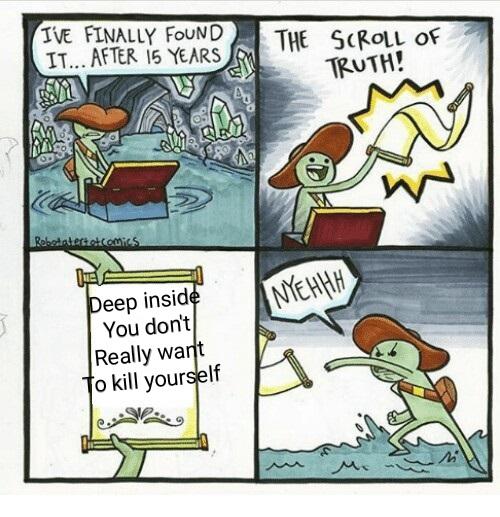 I'VE FINALLY FOUND
IT... AFTER 15 YEARS
THE SCROLL OF
TRUTH!
Robotatertotcomics
Deep inside
You don't
Really want
To kill yourself
NYEHHH